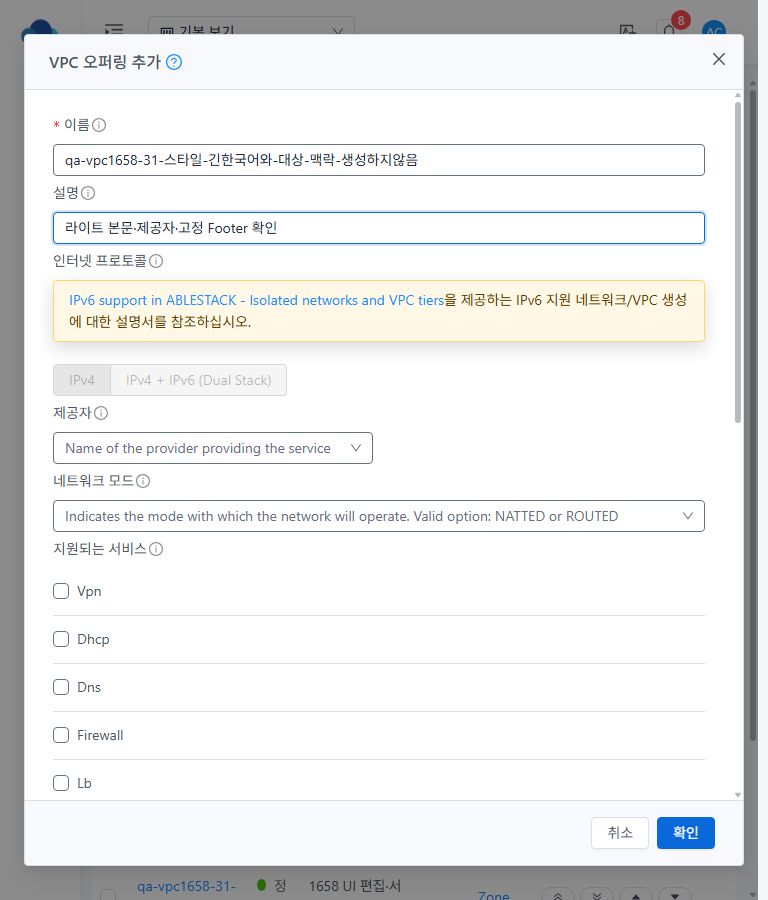 기본 보기
8
AC
VPC 오퍼링 추가
* 이름
qa-vpc1658-31-스타일-긴한국어와-대상-맥락-생성하지않음
설명
라이트 본문·제공자·고정 Footer 확인
인터넷 프로토콜
IPv6 support in ABLESTACK - Isolated networks and VPC tiers을 제공하는 IPv6 지원 네트워크/VPC 생성
에 대한 설명서를 참조하십시오.
IPv4 IPv4 + IPv6 (Dual Stack)
제공자
Name of the provider providing the service
네트워크 모드
Indicates the mode with which the network will operate. Valid option: NATTED or ROUTED
지원되는 서비스
Vpn
Dhcp
Dns
Firewall
Lb
취소 확인
qa-vpc1658-31- 정 1658 UI 편집·서
Zone